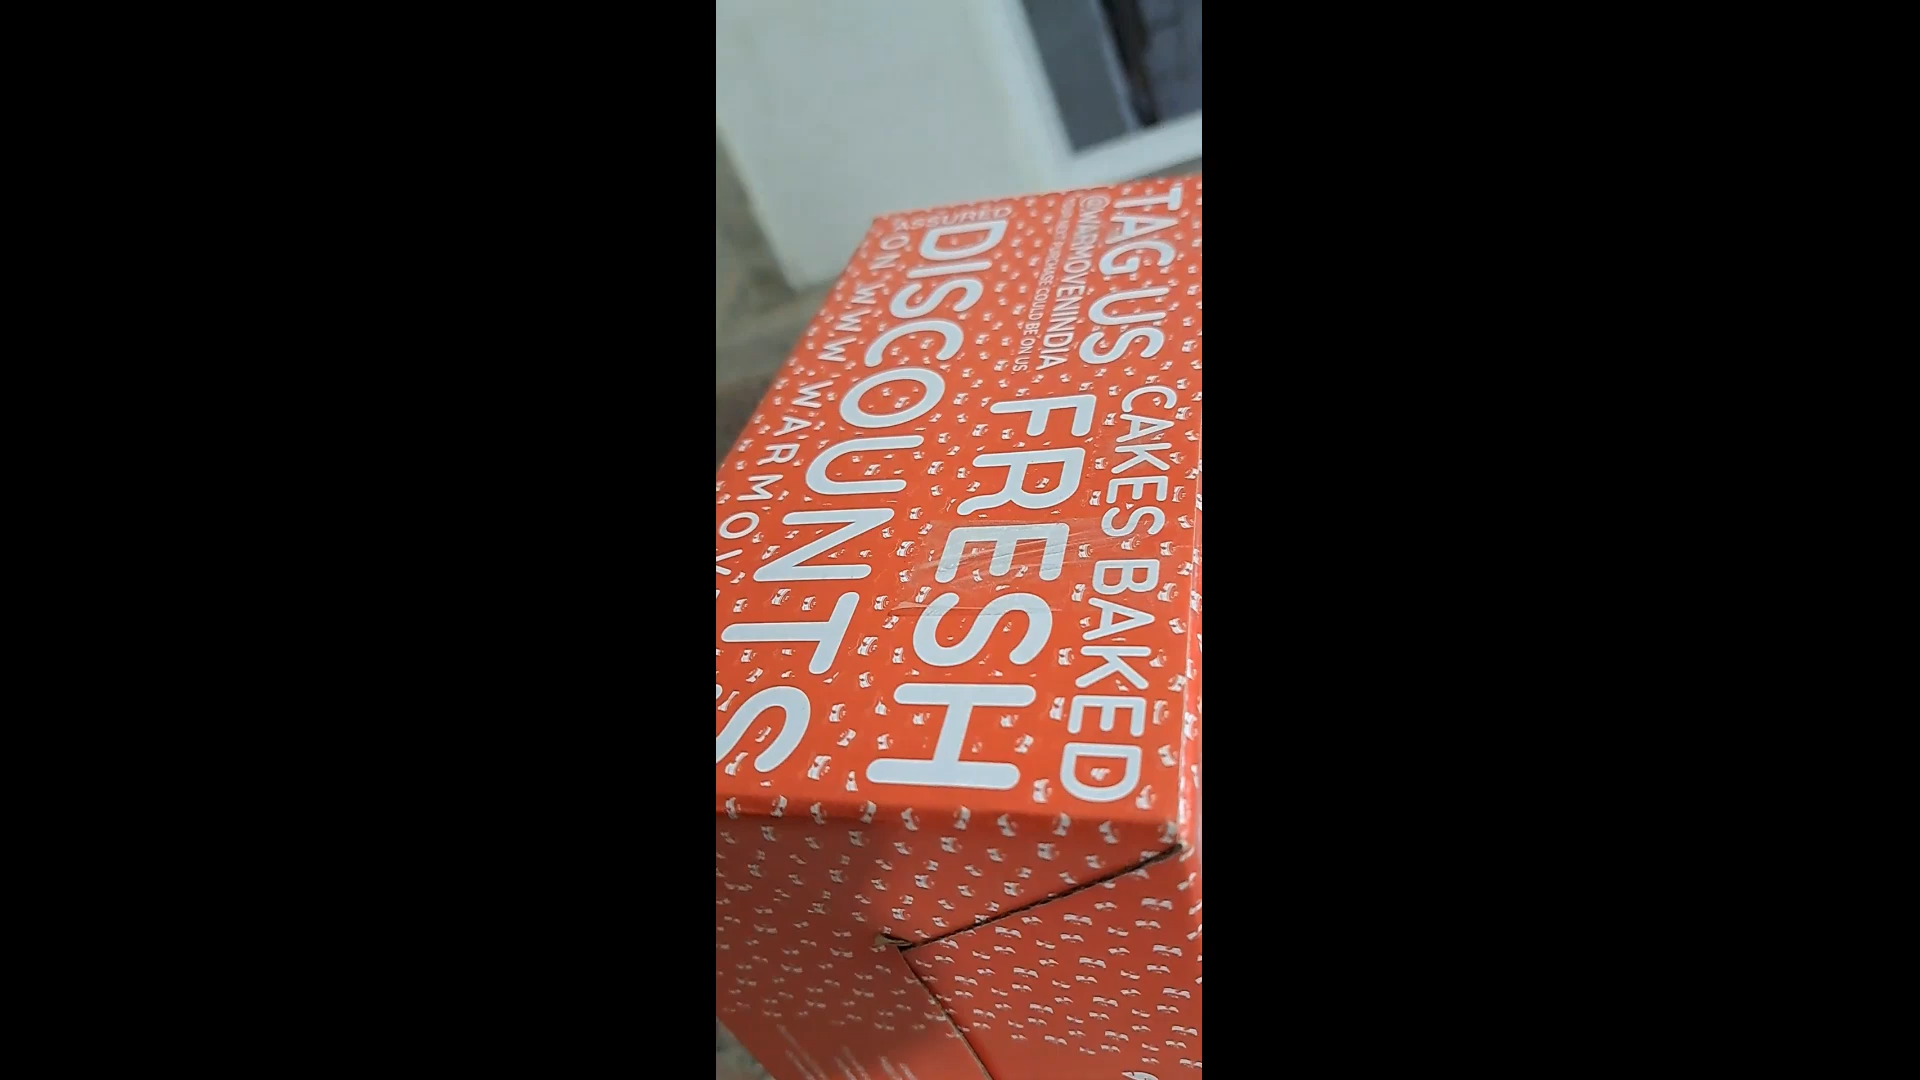 TAG US
@WARMOVENINDIA
YOUR NEXT PURCHASE COULD BE ON US.
CAKES BAKED
FRESH
ASSURED
DISCOUNTS
ON WWW WARMOV